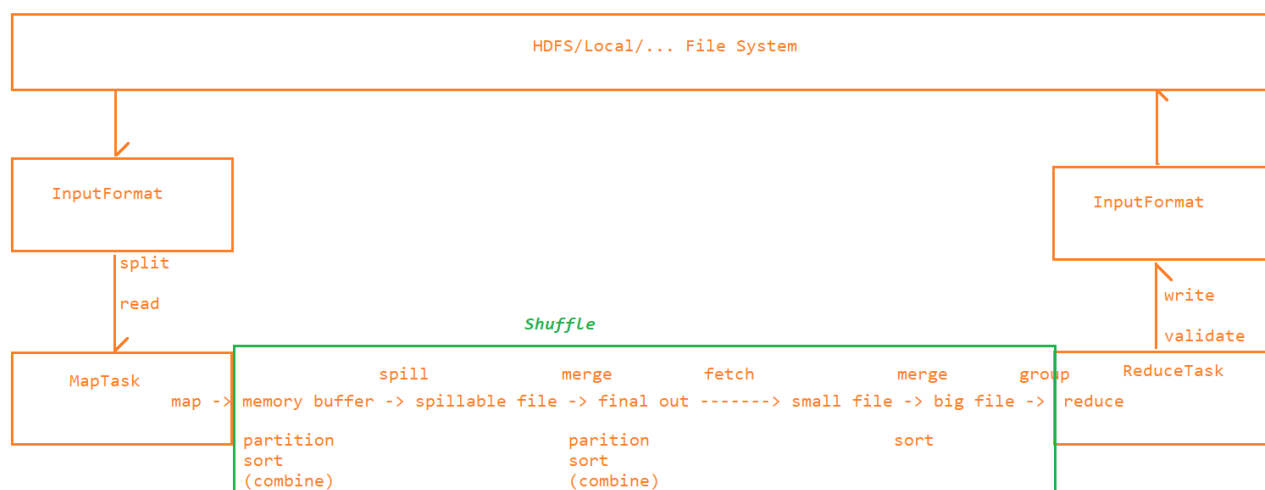 HDFS/Local/... File System
InputFormat
InputFormat
split
read
write
validate
Shuffle
MapTask
ReduceTask
spill merge fetch merge group
map -> memory buffer -> spillable file -> final out -------> small file -> big file -> reduce
partition parition sort
sort sort
(combine) (combine)